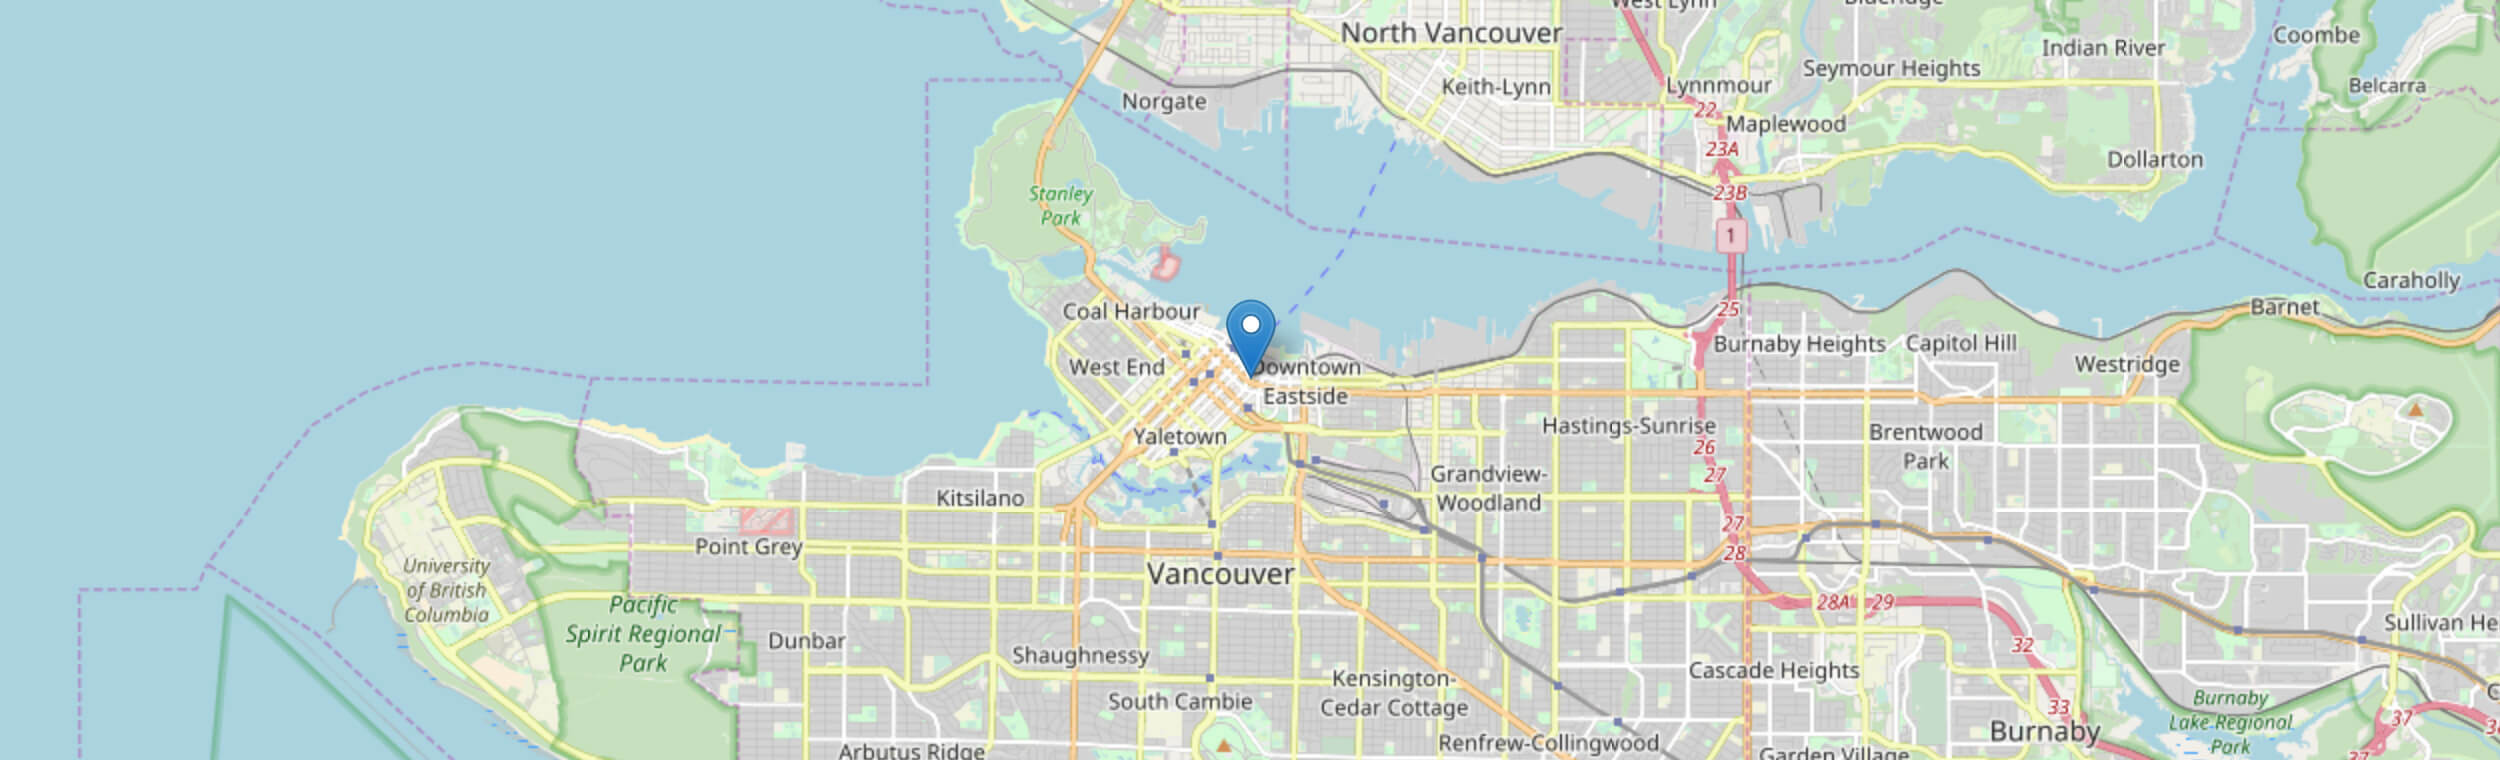 West Lynn
Blueridge
North Vancouver
Coombe
Indian River
Seymour Heights
Keith-Lynn
Lynnmour
Belcarra
Norgate
22
Maplewood
23A
Dollarton
Stanley
Park
23B
1
Caraholly
Coal Harbour
25
Barnet
Burnaby Heights
Capitol Hill
West End
Downtown
Eastside
Westridge
Hastings-Sunrise
Brentwood
Park
Yaletown
26
27
Grandview-
Woodland
Kitsilano
27
28
Point Grey
University
of British
Columbia
Vancouver
Pacific
Spirit Regional
Park
28A
29
Sullivan He
Dunbar
32
Shaughnessy
Cascade Heights
Kensington-
Cedar Cottage
South Cambie
Burnaby
Lake Regional
Park
33
37
Burnaby
Arbutus Ridge
Renfrew-Collingwood
Garden Village
37